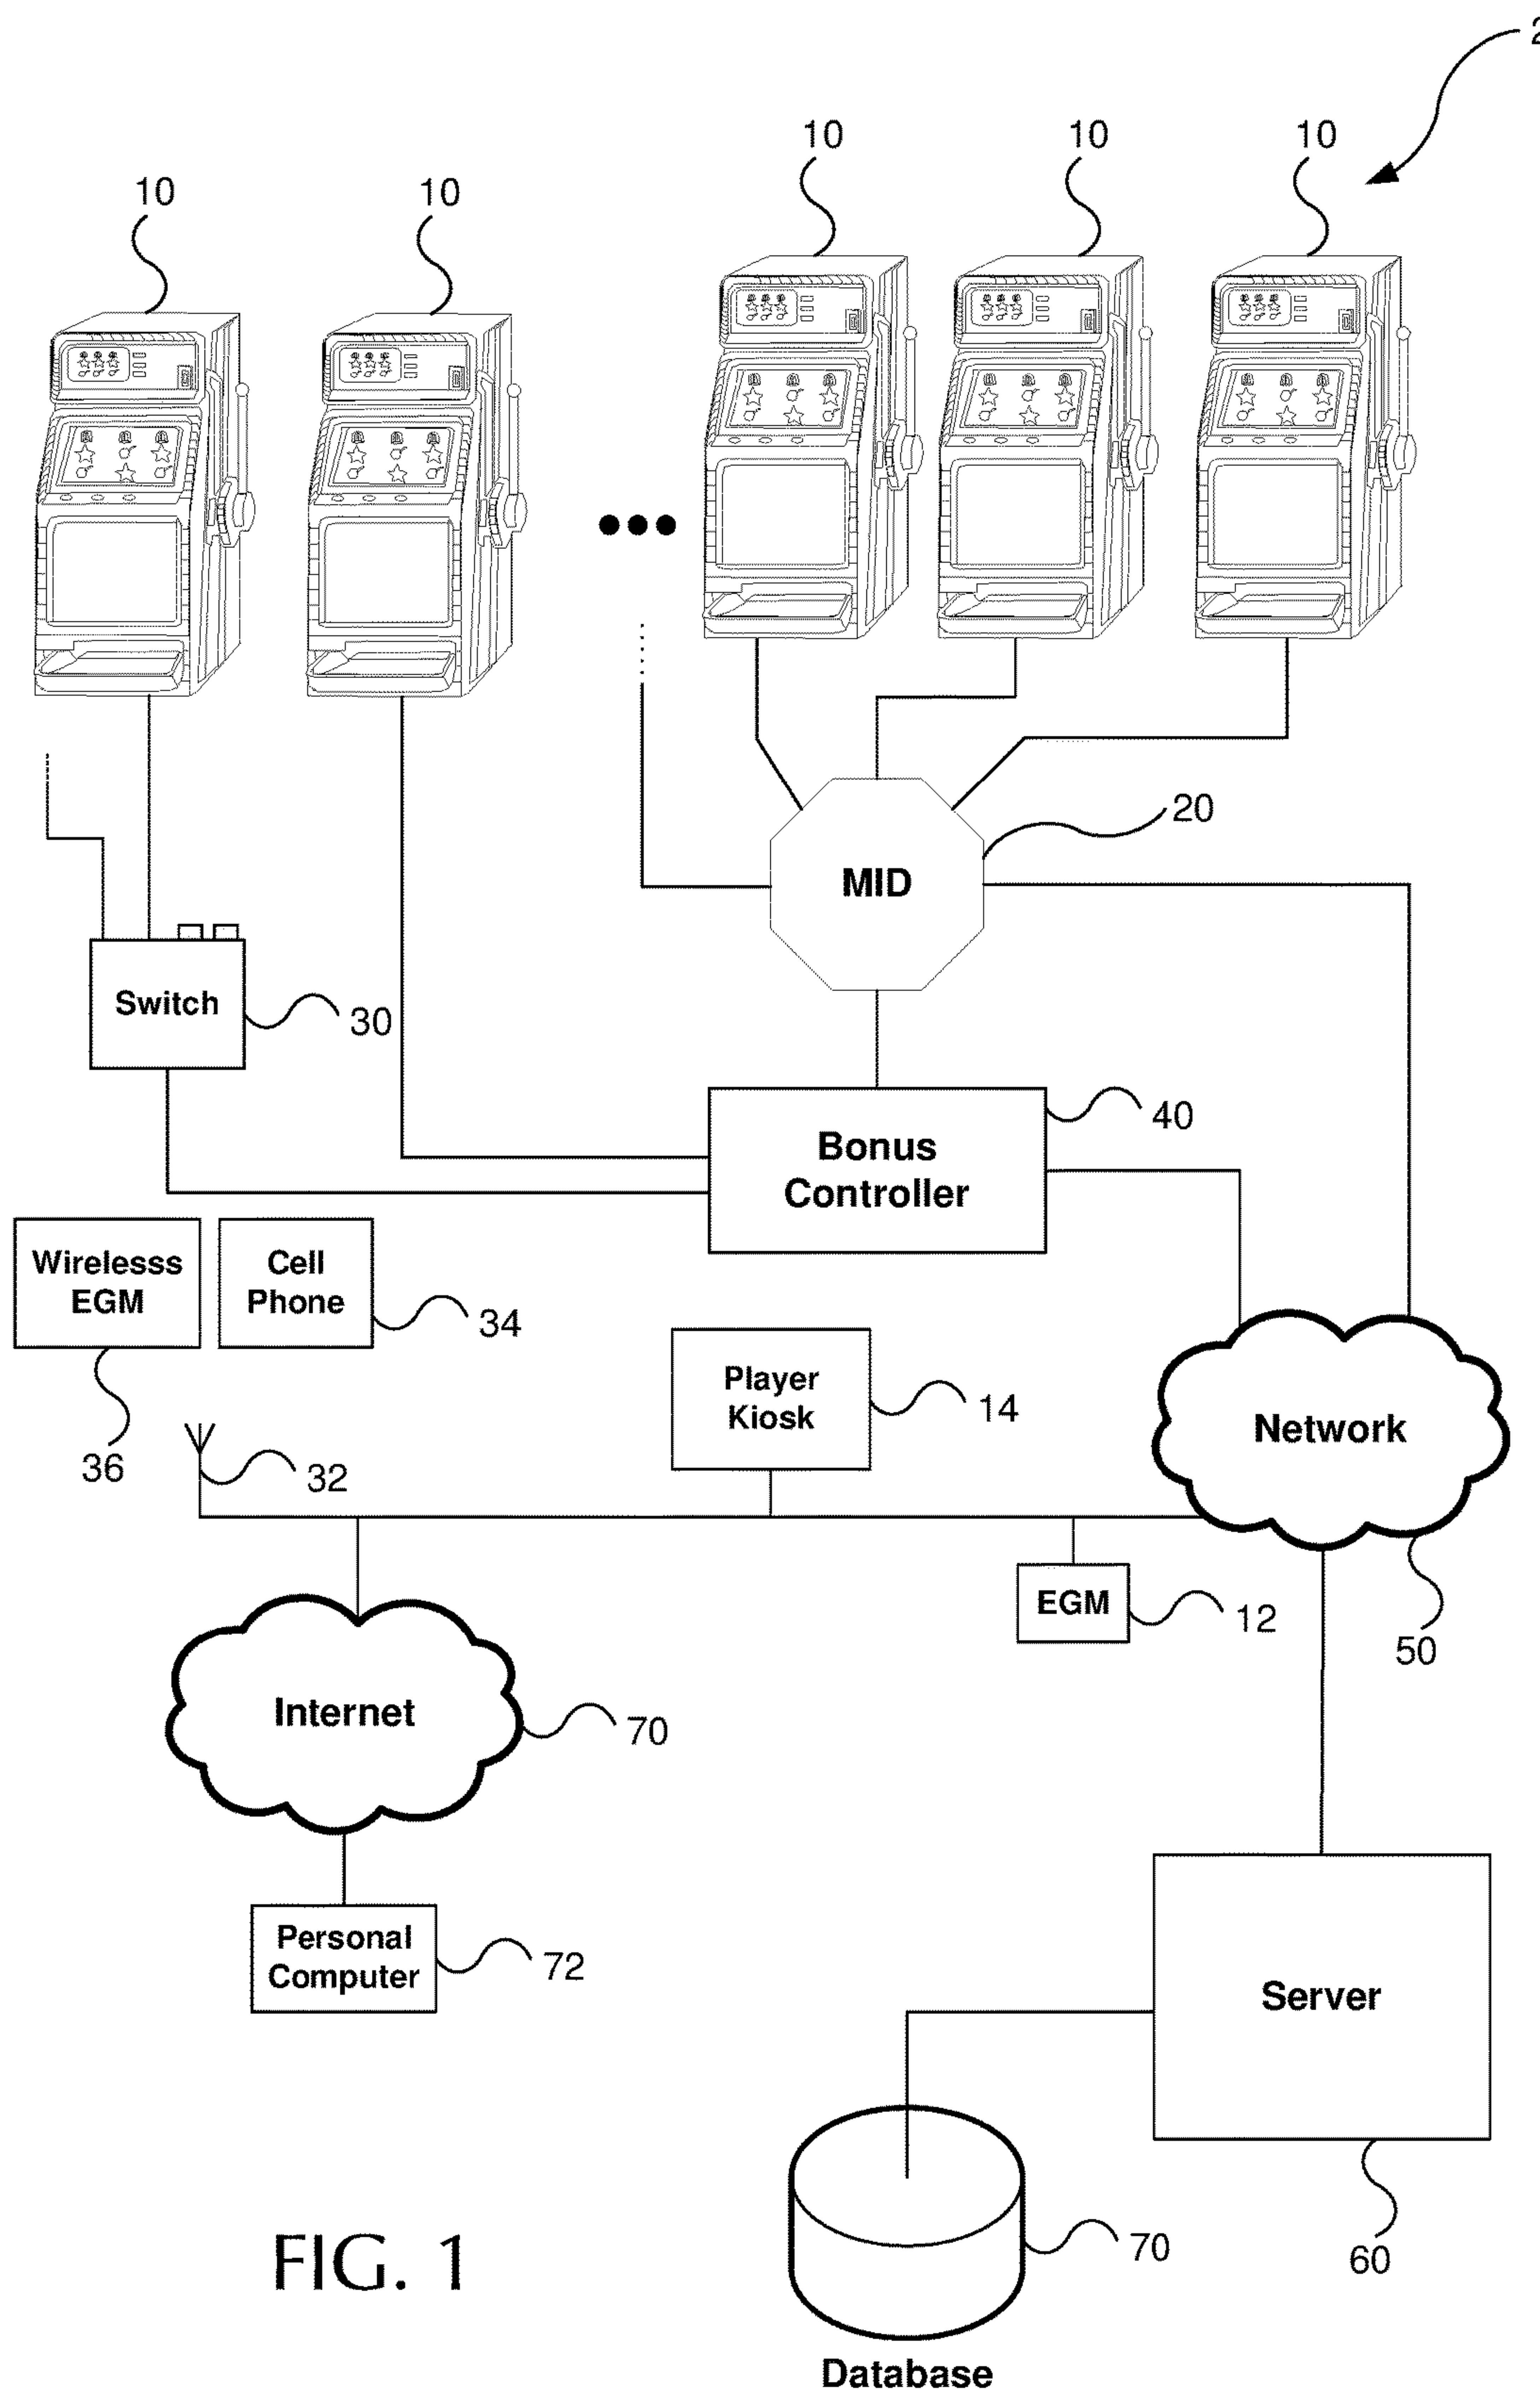 2
10
10
10
10
10
20
MID
Switch
30
40
Bonus
Controller
Wirelesss
EGM
Cell
Phone
34
Player
Kiosk
14
Network
36
32
EGM
12
50
Internet
70
Personal
Computer
72
Server
70
60
FIG. 1
Database